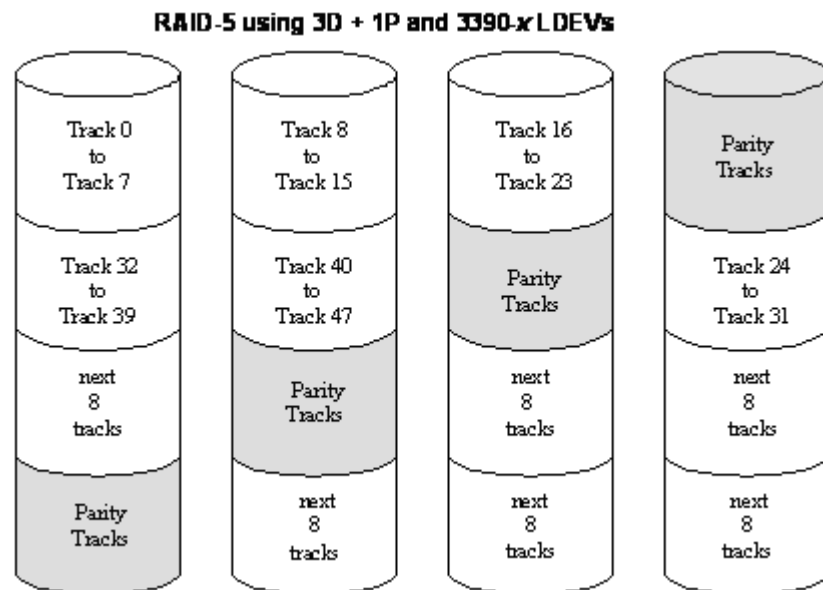 RAID-5 using 3D + 1P and 3390-x LDEVs
Track 0
to
Track 7
Track 8
to
Track 15
Track 16
to
Track 23
Parity
Tracks
Track 32
to
Track 39
Track 40
to
Track 47
Parity
Tracks
Track 24
to
Track 31
next
8
tracks
Parity
Tracks
next
8
tracks
next
8
tracks
Parity
Tracks
next
8
tracks
next
8
tracks
next
8
tracks